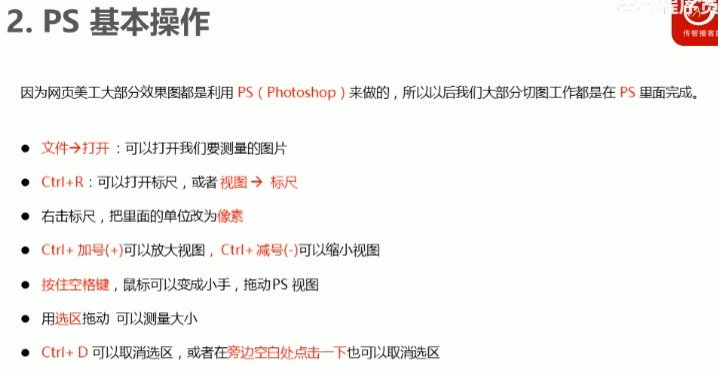 2. PS 基本操作
传智播客
因为网页美工大部分效果图都是利用 PS（Photoshop）来做的，所以以后我们大部分切图工作都是在 PS 里面完成。
● 文件→打开 ：可以打开我们要测量的图片
● Ctrl+R：可以打开标尺，或者 视图→ 标尺
● 右击标尺，把里面的单位改为像素
● Ctrl+ 加号(+)可以放大视图， Ctrl+ 减号(-)可以缩小视图
● 按住空格键，鼠标可以变成小手，拖动 PS 视图
● 用选区拖动 可以测量大小
● Ctrl+ D 可以取消选区，或者在旁边空白处点击一下也可以取消选区